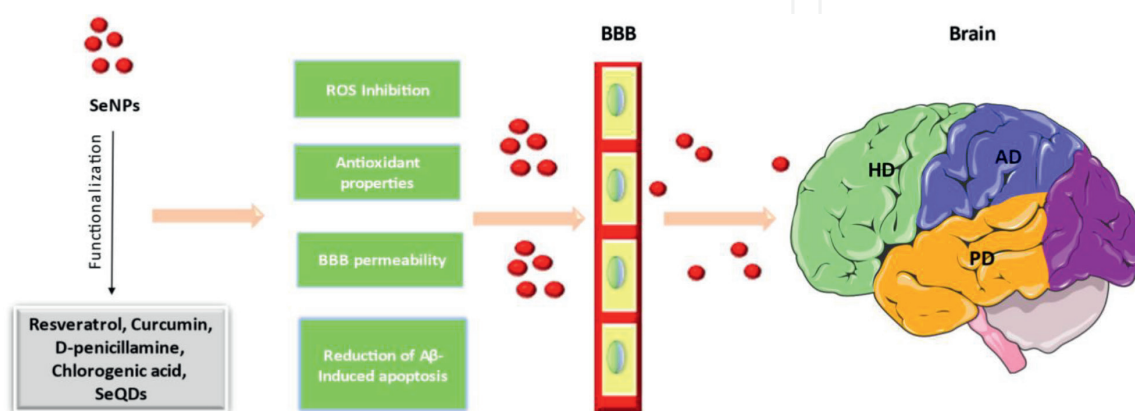 SeNPs
Functionalization
Resveratrol, Curcumin,
D-penicillamine,
Chlorogenic acid,
SeQDs
ROS Inhibition
Antioxidant
properties
BBB permeability
Reduction of Aβ-
Induced apoptosis
BBB
Brain
HD
AD
PD